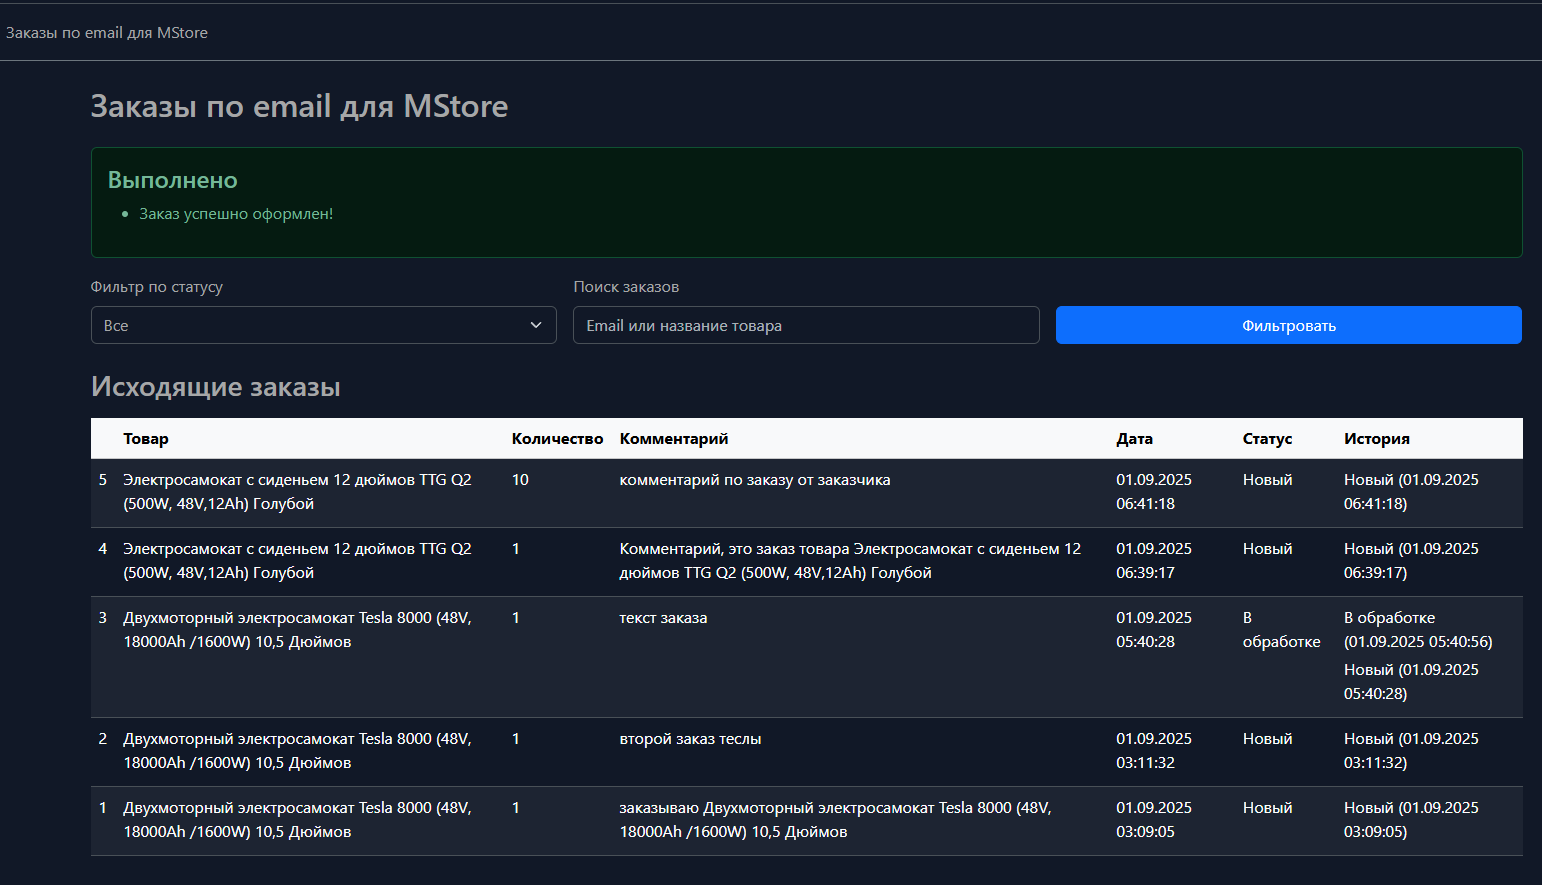 Заказы по email для MStore
Заказы по email для MStore
Выполнено
Заказ успешно оформлен!
Фильтр по статусу
Поиск заказов
Все
Email или название товара
Фильтровать
Исходящие заказы
Товар Количество Комментарий Дата Статус История
5 Электросамокат с сиденьем 12 дюймов TTG Q2 10 комментарий по заказу от заказчика 01.09.2025 Новый Новый (01.09.2025
(500W, 48V,12Ah) Голубой 06:41:18 06:41:18)
4 Электросамокат с сиденьем 12 дюймов TTG Q2 1 Комментарий, это заказ товара Электросамокат с сиденьем 12 01.09.2025 Новый Новый (01.09.2025
(500W, 48V,12Ah) Голубой дюймов TTG Q2 (500W, 48V,12Ah) Голубой 06:39:17 06:39:17)
3 Двухмоторный электросамокат Tesla 8000 (48V, 1 текст заказа 01.09.2025 В В обработке
18000Ah /1600W) 10,5 Дюймов 05:40:28 обработке (01.09.2025 05:40:56)
Новый (01.09.2025
05:40:28)
2 Двухмоторный электросамокат Tesla 8000 (48V, 1 второй заказ теслы 01.09.2025 Новый Новый (01.09.2025
18000Ah /1600W) 10,5 Дюймов 03:11:32 03:11:32)
1 Двухмоторный электросамокат Tesla 8000 (48V, 1 заказываю Двухмоторный электросамокат Tesla 8000 (48V, 01.09.2025 Новый Новый (01.09.2025
18000Ah /1600W) 10,5 Дюймов 18000Ah /1600W) 10,5 Дюймов 03:09:05 03:09:05)